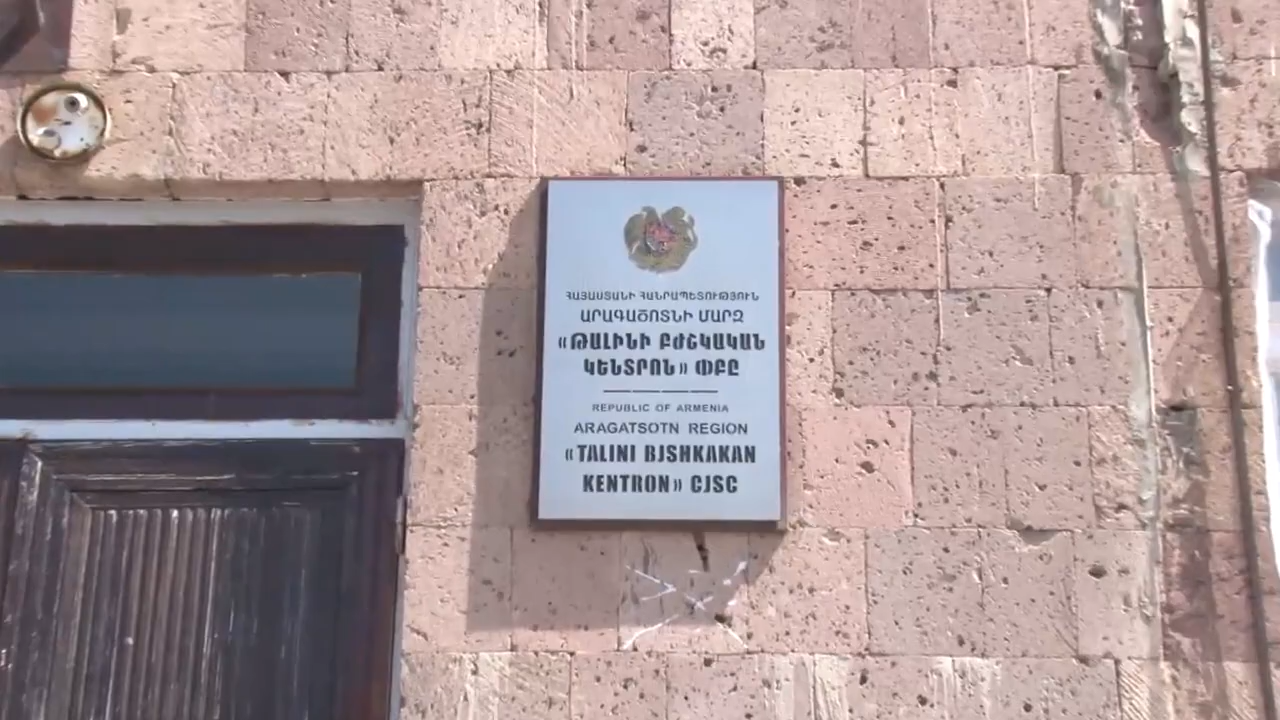 ՀԱՅԱՍՏԱՆԻ ՀԱՆՐԱՊԵՏՈՒԹՅՈՒՆ
ԱՐԱԳԱԾՈՏՆԻ ՄԱՐԶ
«ԹԱԼԻՆԻ ԲԺՇԿԱԿԱՆ
ԿԵՆՏՐՈՆ» ՓԲԸ
REPUBLIC OF ARMENIA
ARAGATSOTN REGION
«TALINI BJSHKAKAN
KENTRON» CJSC